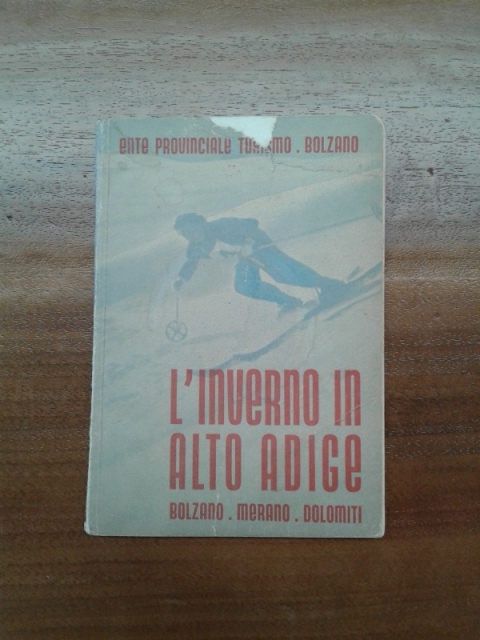 ENTE PROVINCIALE TURISMO . BOLZANO
L'INVERNO IN
ALTO ADIGE
BOLZANO . MERANO . DOLOMITI